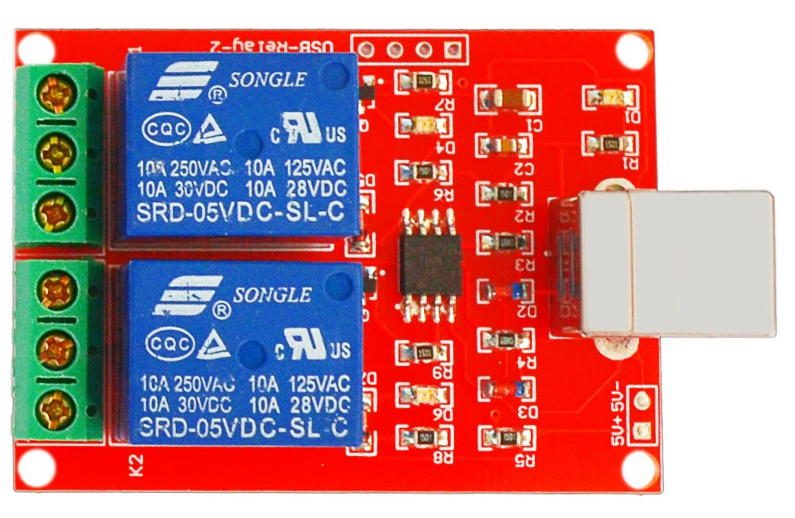 USB-Relay-2
SONGLE
®
CQC
C US
10A 250VAC 10A 125VAC
10A 30VDC 10A 28VDC
SRD-05VDC-SL-C
SONGLE
®
CQC
C US
10A 250VAC 10A 125VAC
10A 30VDC 10A 28VDC
SRD-05VDC-SL-C
K2
R7
D4
R6
R9
D6
R8
C1
C2
R2
R3
D2
R4
D3
R5
D1
R1
1501
5V-
5V+